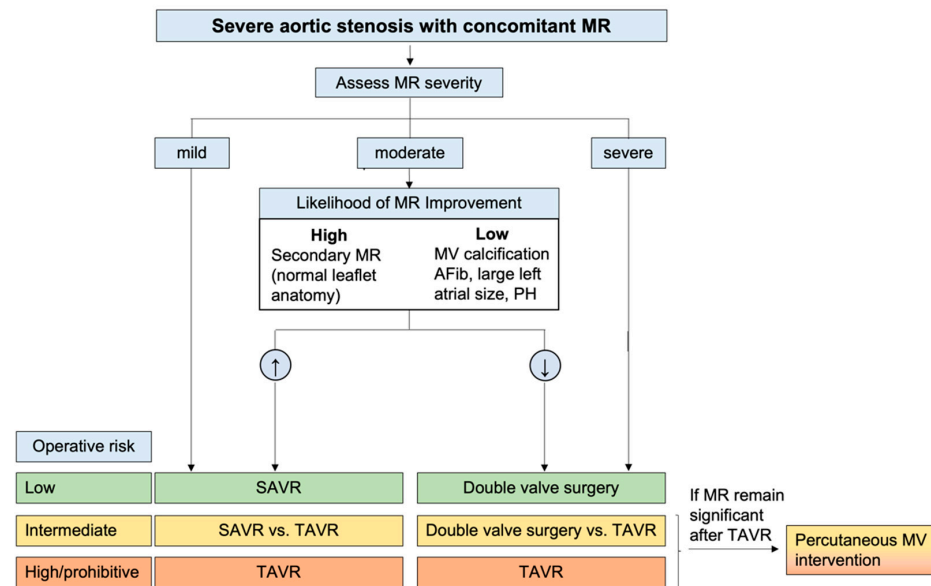 Severe aortic stenosis with concomitant MR
Assess MR severity
mild
moderate
severe
Likelihood of MR Improvement
High
Secondary MR
(normal leaflet
anatomy)
Low
MV calcification
AFib, large left
atrial size, PH
↑
↓
Operative risk
Low
SAVR
Double valve surgery
Intermediate
SAVR vs. TAVR
Double valve surgery vs. TAVR
High/prohibitive
TAVR
TAVR
If MR remain
significant
after TAVR
Percutaneous MV
intervention